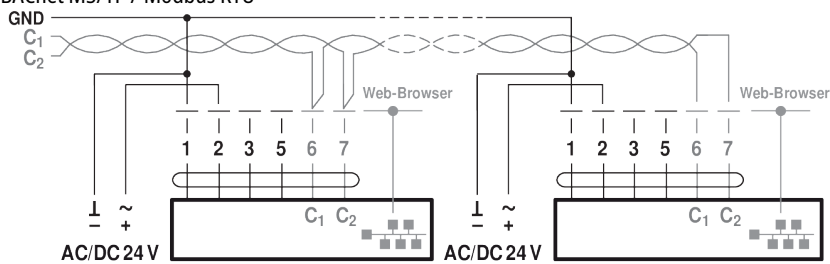 BACnet MS/TP / Modbus RTU
GND
C1
C2
Web-Browser Web-Browser
1 2 3 5 6 7 1 2 3 5 6 7
⊥ ~ C1 C2 ⊥ ~ C1 C2
– + – +
AC/DC 24 V AC/DC 24 V